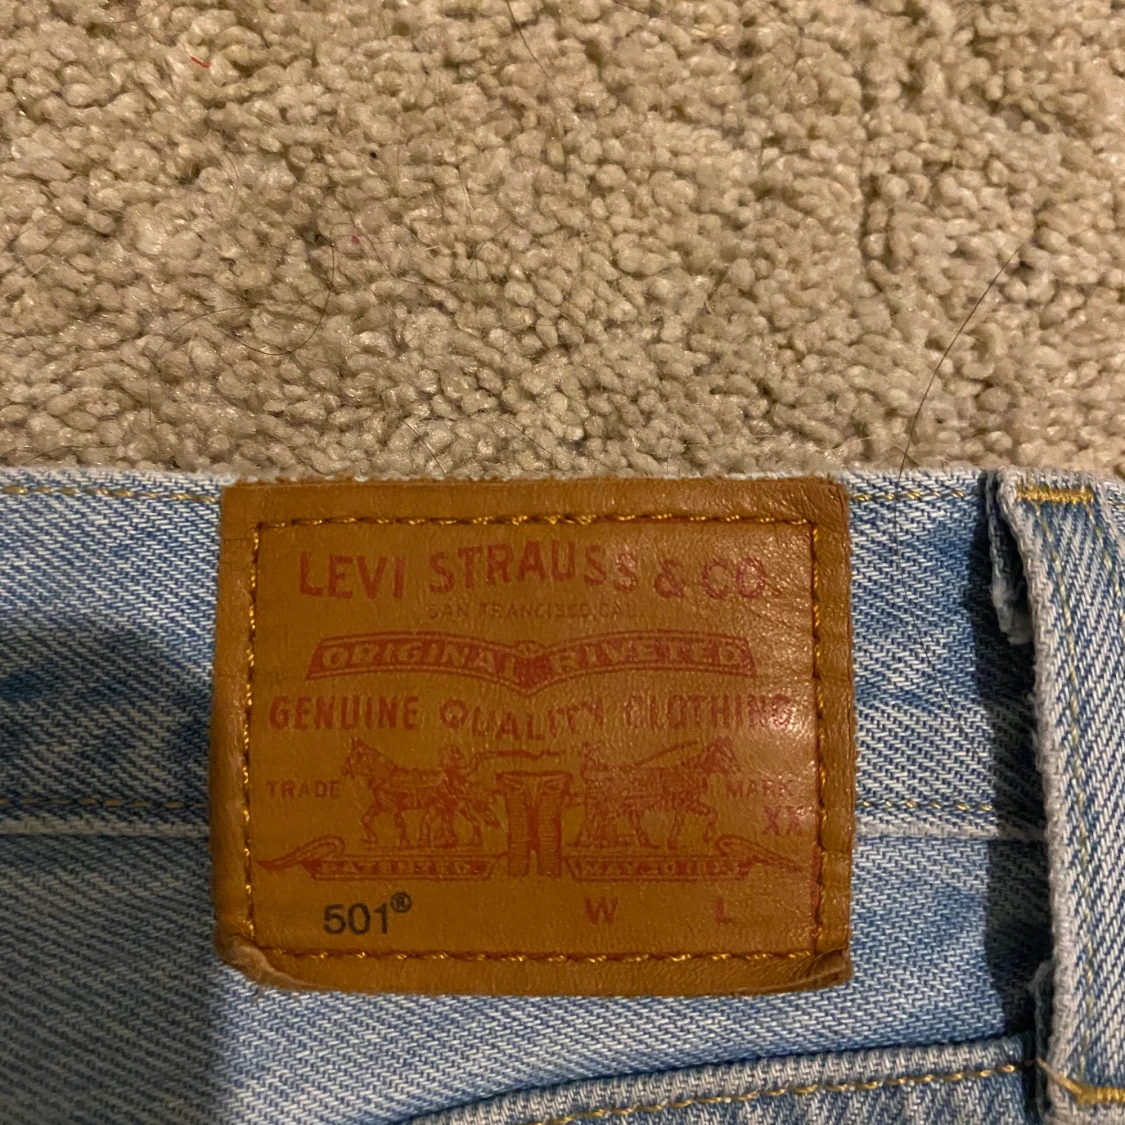 LEVI STRAUSS & CO.
SAN FRANCISCO, CAL.
ORIGINAL RIVETED
GENUINE QUALITY CLOTHING
TRADE MARK
XX
501® W L